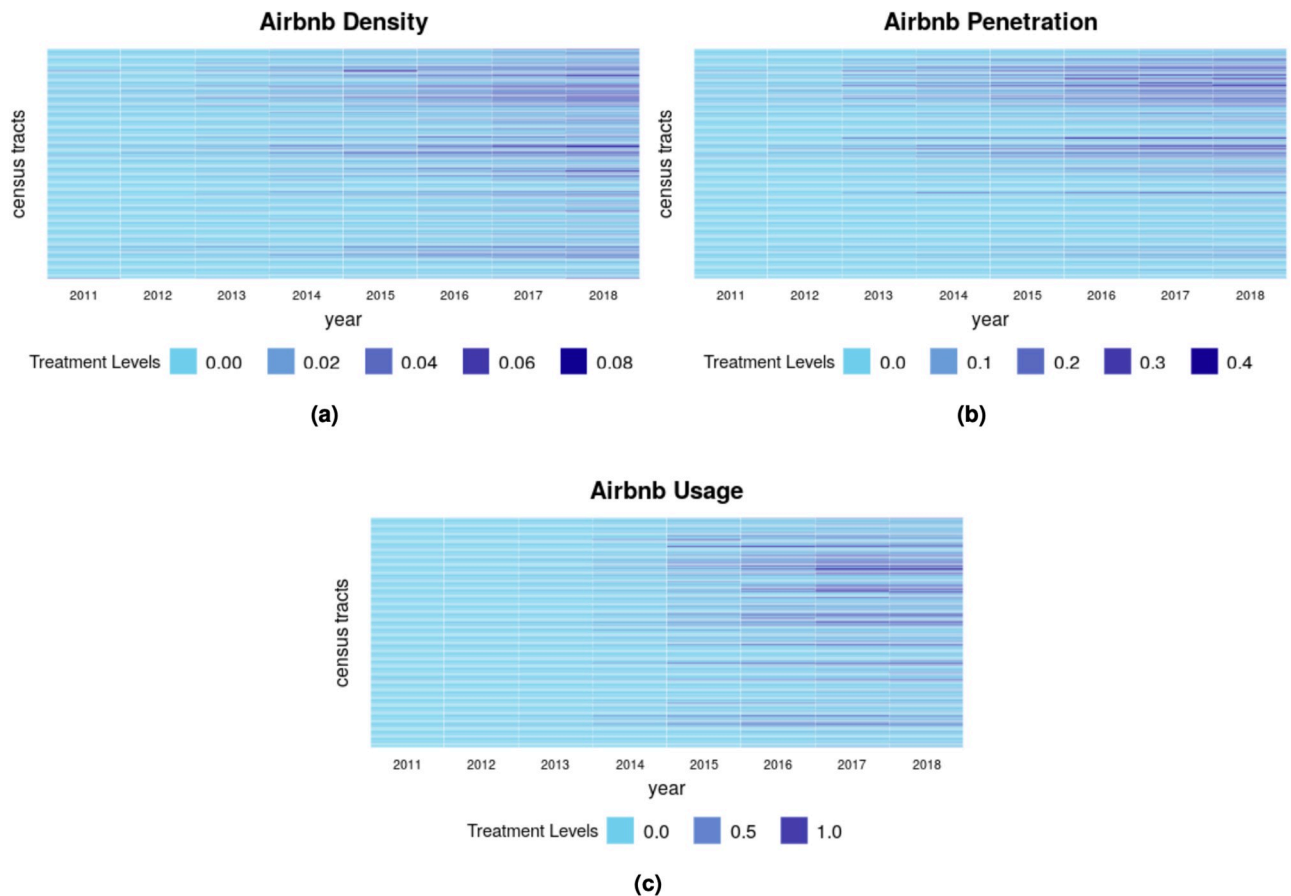 Airbnb Density
census tracts
2011 2012 2013 2014 2015 2016 2017 2018
year
Treatment Levels 0.00 0.02 0.04 0.06 0.08
(a)
Airbnb Penetration
census tracts
2011 2012 2013 2014 2015 2016 2017 2018
year
Treatment Levels 0.0 0.1 0.2 0.3 0.4
(b)
Airbnb Usage
census tracts
2011 2012 2013 2014 2015 2016 2017 2018
year
Treatment Levels 0.0 0.5 1.0
(c)